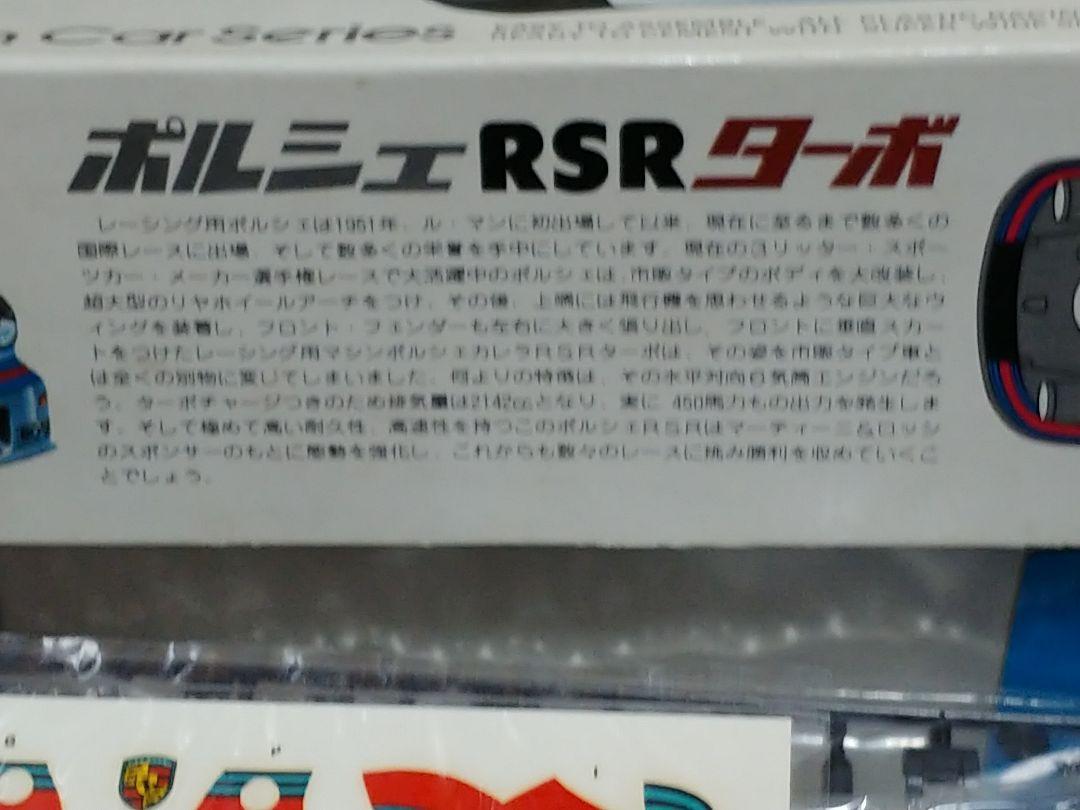 Car Series
ポルシェRSRターボ
レーシング用ポルシェは1951年、ル・マンに初出場して以来、現在に至るまで数多くの
国際レースに出場、そして数多くの栄誉を手中にしています。現在の3リッター・スポー
ツカー・メーカー選手権レースで大活躍中のポルシェは、市販タイプのボディを大改装し、
超大型のリヤホイールアーチをつけ、その後、上端には飛行機を思わせるような巨大なウ
ィングを装着し、フロント・フェンダーも左右に大きく張り出し、フロントに垂直スカー
トをつけたレーシング用マシンポルシェカレラRSRターボは、その姿を市販タイプ車と
は全くの別物に変じてしまいました。何よりの特徴は、その水平対向6気筒エンジンだろ
う。ターボチャージつきのため排気量は2142ccとなり、実に 450馬力もの出力を発生しま
す。そして極めて高い耐久性、高速性を持つこのポルシェRSRはマーティーニ&ロッシ
のスポンサーのもとに活動を強化し、これからも数々のレースに挑み勝利を収めていくこ
とでしょう。